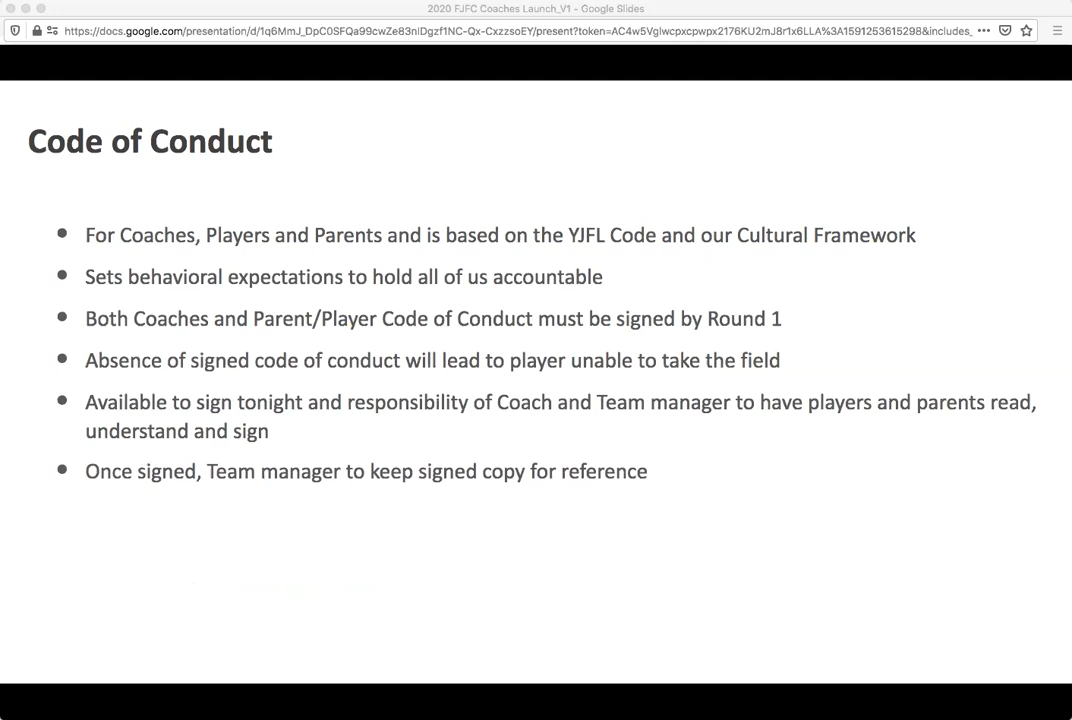 2020 FJFC Coaches Launch_V1 - Google Slides
https://docs.google.com/presentation/d/1q6MmJ_DpC0SFQa99cwZe83nlDgzf1NC-Qx-CxzzsoEY/present?token=AC4w5Vglwcpxcpwpx2176KU2mJ8r1x6LLA%3A1591253615298&includes_
Code of Conduct
• For Coaches, Players and Parents and is based on the YJFL Code and our Cultural Framework
• Sets behavioral expectations to hold all of us accountable
• Both Coaches and Parent/Player Code of Conduct must be signed by Round 1
• Absence of signed code of conduct will lead to player unable to take the field
• Available to sign tonight and responsibility of Coach and Team manager to have players and parents read,
understand and sign
• Once signed, Team manager to keep signed copy for reference